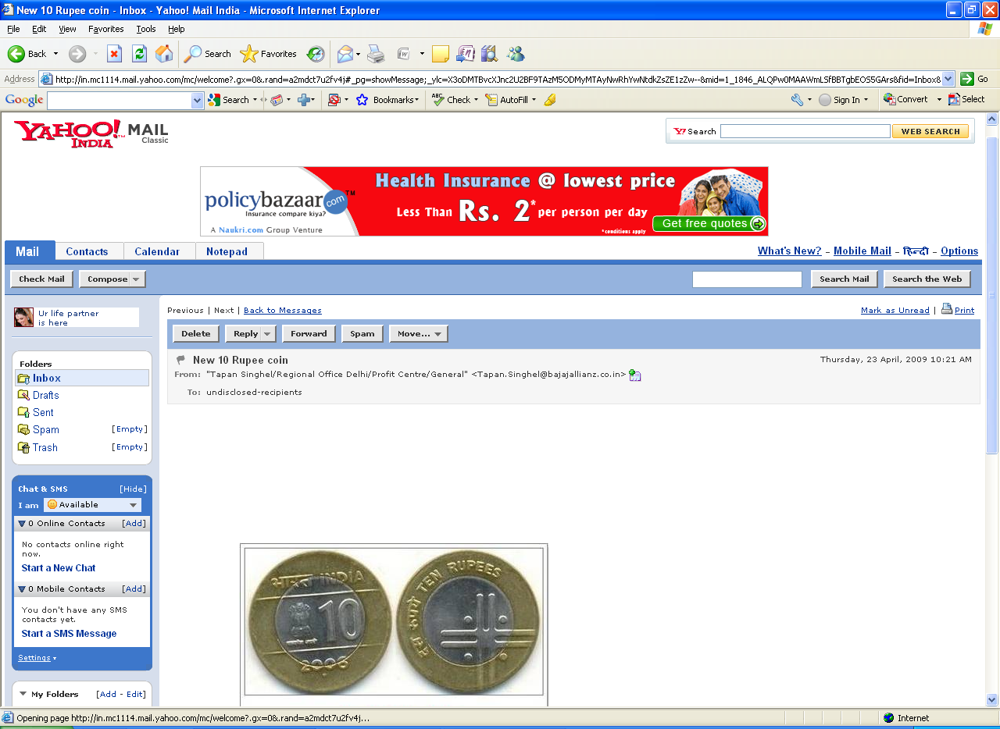 New 10 Rupee coin - Inbox - Yahoo! Mail India - Microsoft Internet Explorer
File Edit View Favorites Tools Help
Back Search Favorites
Address http://in.mc1114.mail.yahoo.com/mc/welcome?.gx=0&.rand=a2mdct7u2fv4j#_pg=showMessage;_ylc=X3oDMTBvcXJnc2U2BF9TAzM5ODMyMTAyNwRhYwNtdkZsZE1zZw--&mid=1_1846_ALQPw0MAAWmLSfBBTgbEOS5GArs&fid=Inbox& Go
Google Search Bookmarks ABC Check AutoFill Sign In Convert Select
YAHOO! MAIL
INDIA Classic
Y! Search WEB SEARCH
policybazaar.com TM
Insurance compare kiya?
A Naukri.com Group Venture
Health Insurance @ lowest price
Less Than Rs. 2* per person per day
*conditions apply
Get free quotes
Mail Contacts Calendar Notepad
What's New? - Mobile Mail - हिन्दी - Options
Check Mail Compose Search Mail Search the Web
Ur life partner
is here
Previous | Next | Back to Messages Mark as Unread | Print
Delete Reply Forward Spam Move...
New 10 Rupee coin Thursday, 23 April, 2009 10:21 AM
From: "Tapan Singhel/Regional Office Delhi/Profit Centre/General" <Tapan.Singhel@bajajallianz.co.in>
To: undisclosed-recipients
Folders
Inbox
Drafts
Sent
Spam [Empty]
Trash [Empty]
Chat & SMS [Hide]
I am Available
0 Online Contacts [Add]
No contacts online right
now.
Start a New Chat
0 Mobile Contacts [Add]
You don't have any SMS
contacts yet.
Start a SMS Message
Settings
My Folders [Add - Edit]
भारत INDIA
10
दस रुपये TEN RUPEES
Opening page http://in.mc1114.mail.yahoo.com/mc/welcome?.gx=0&.rand=a2mdct7u2fv4j... Internet